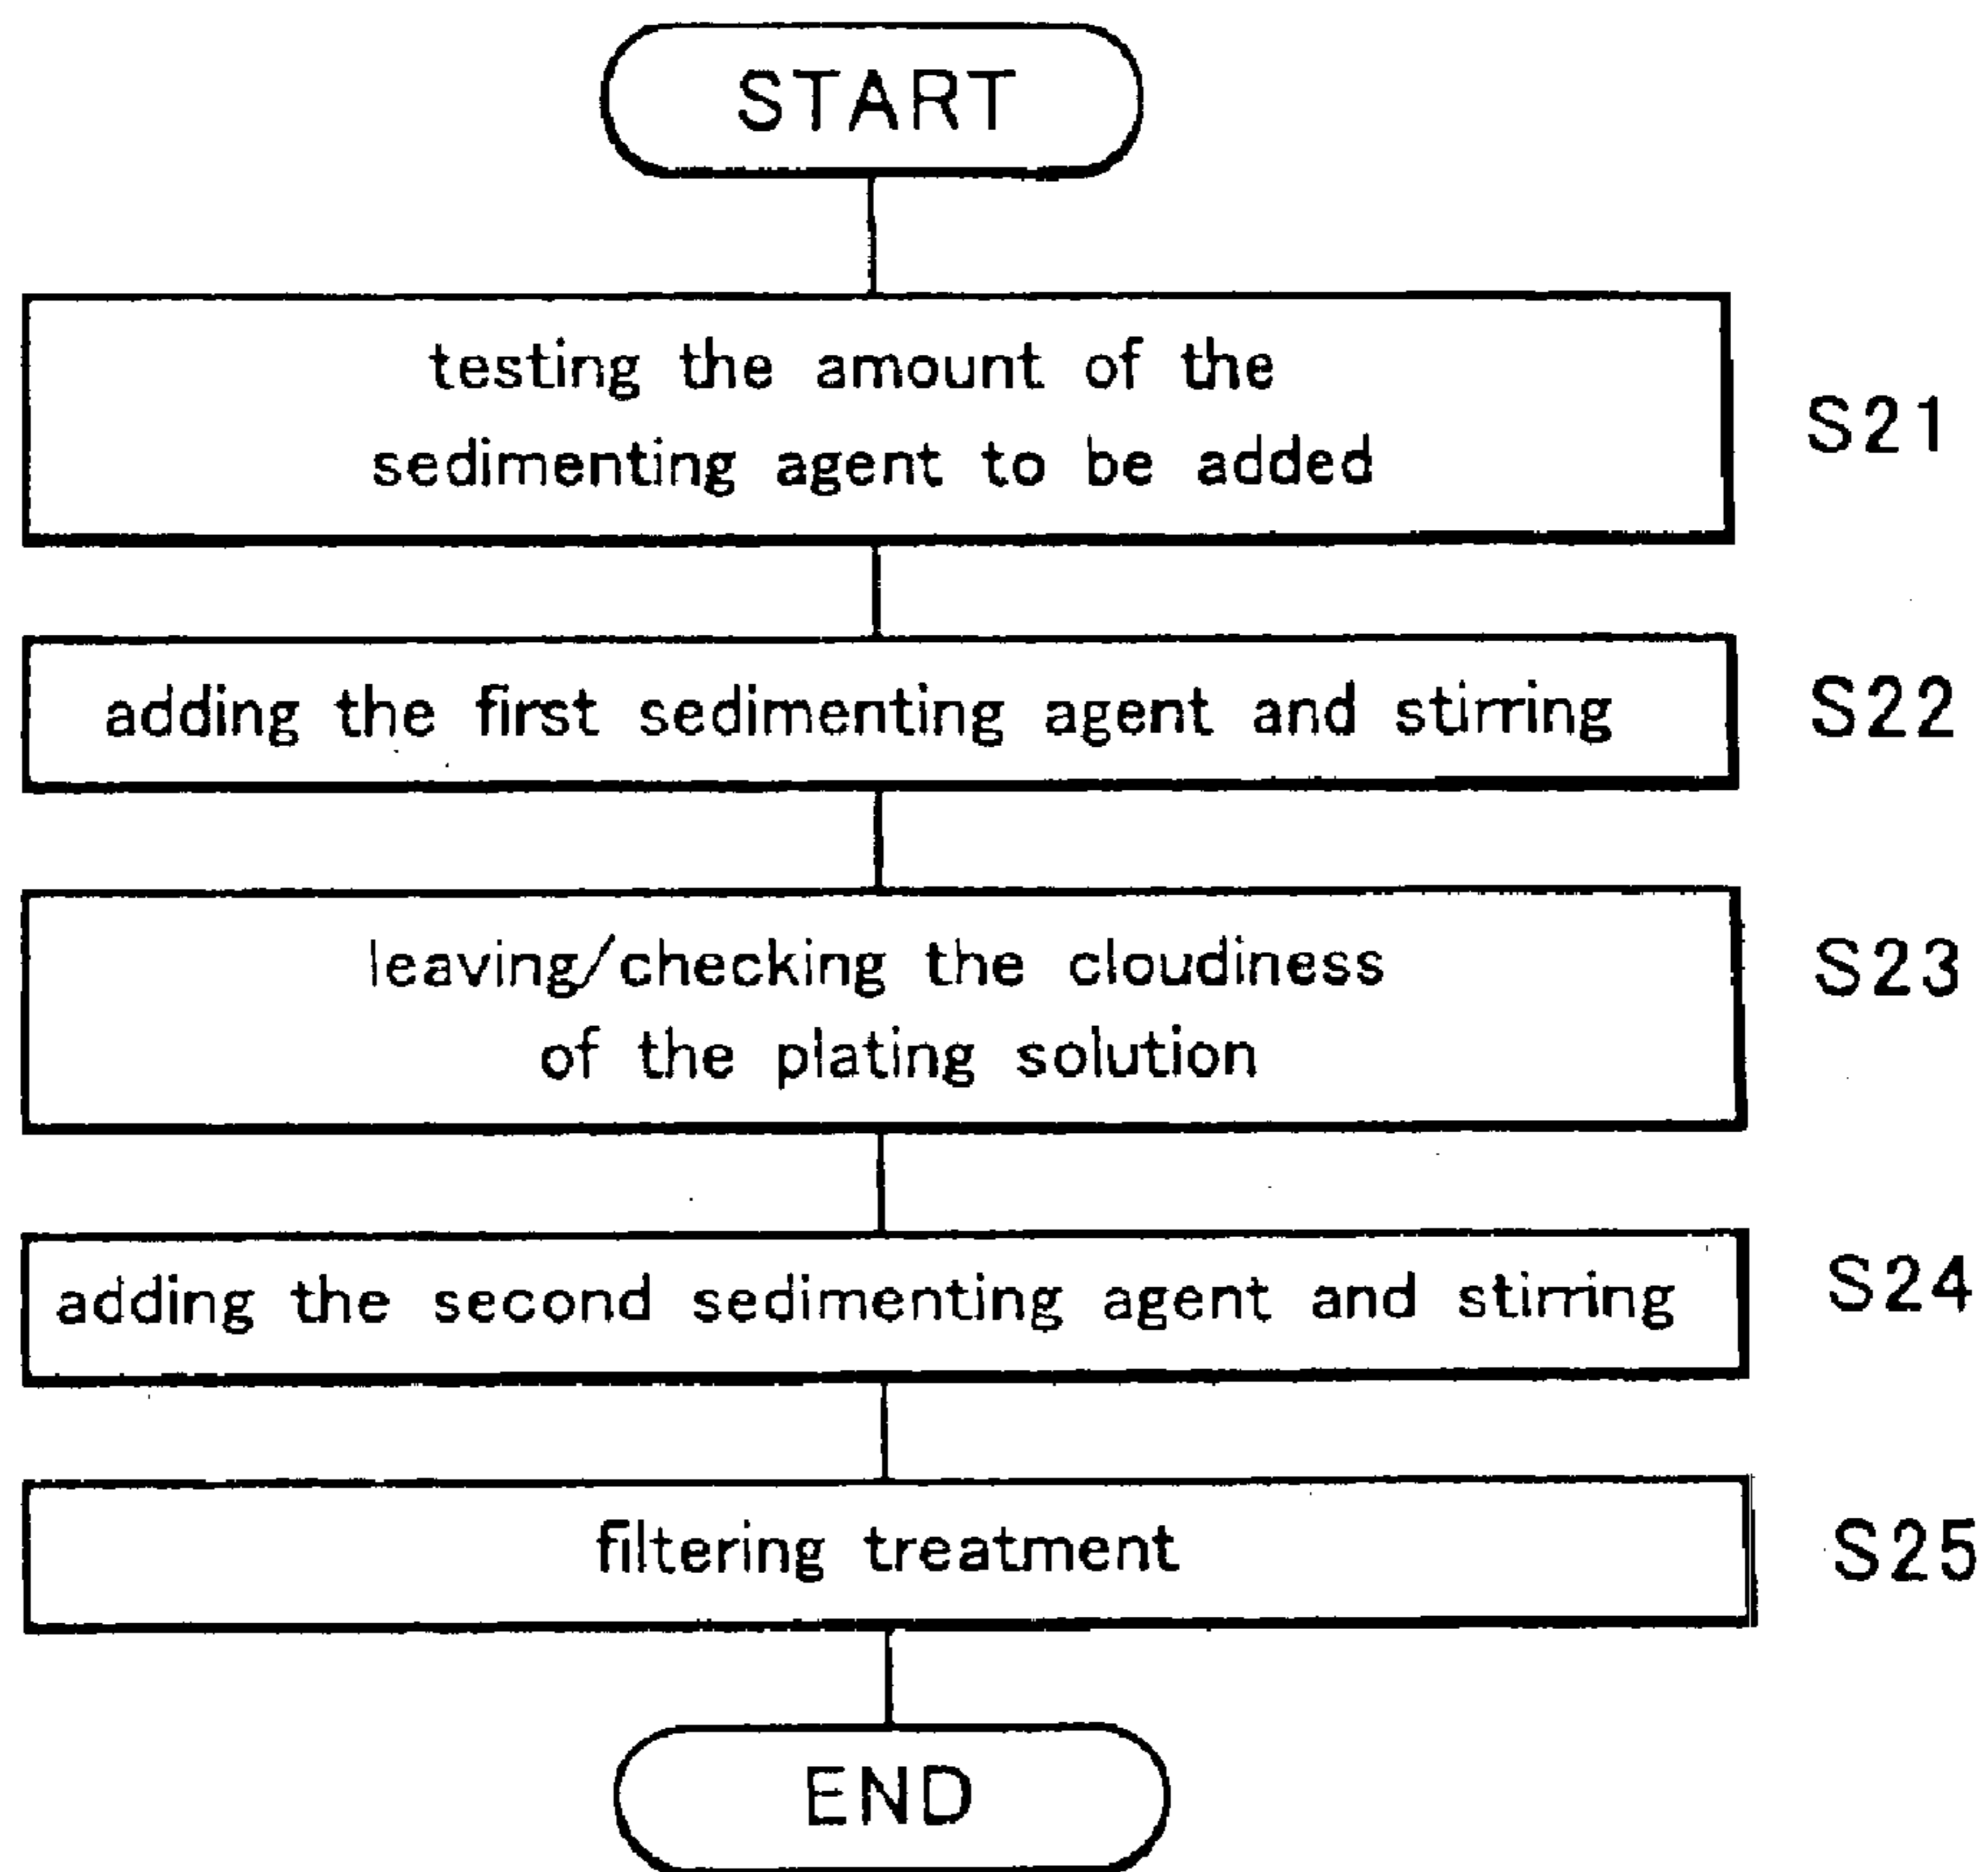 START
testing the amount of the
sedimenting agent to be added
S21
adding the first sedimenting agent and stirring
S22
leaving/checking the cloudiness
of the plating solution
S23
adding the second sedimenting agent and stirring
S24
filtering treatment
S25
END